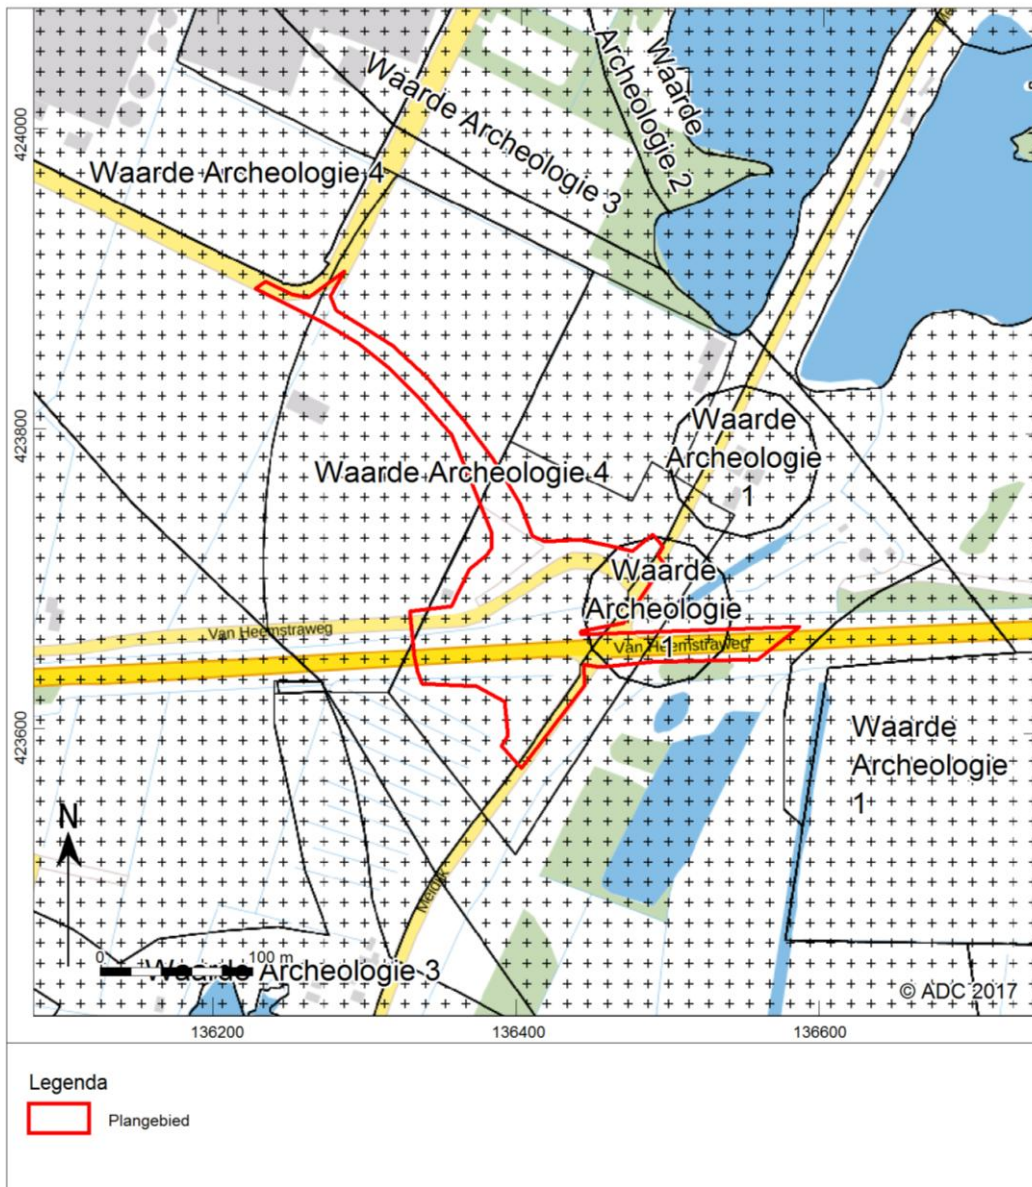 Waarde
Archeologie 2
Waarde Archeologie 3
Waarde Archeologie 4
424000
Waarde
Archeologie
1
423800
Waarde Archeologie 4
Waarde
Archeologie
1
Van Heemstraweg
Van Heemstraweg
423600
Waarde
Archeologie
1
N
Meidijk
0
100 m
Waarde Archeologie 3
© ADC 2017
136200
136400
136600
Legenda
Plangebied